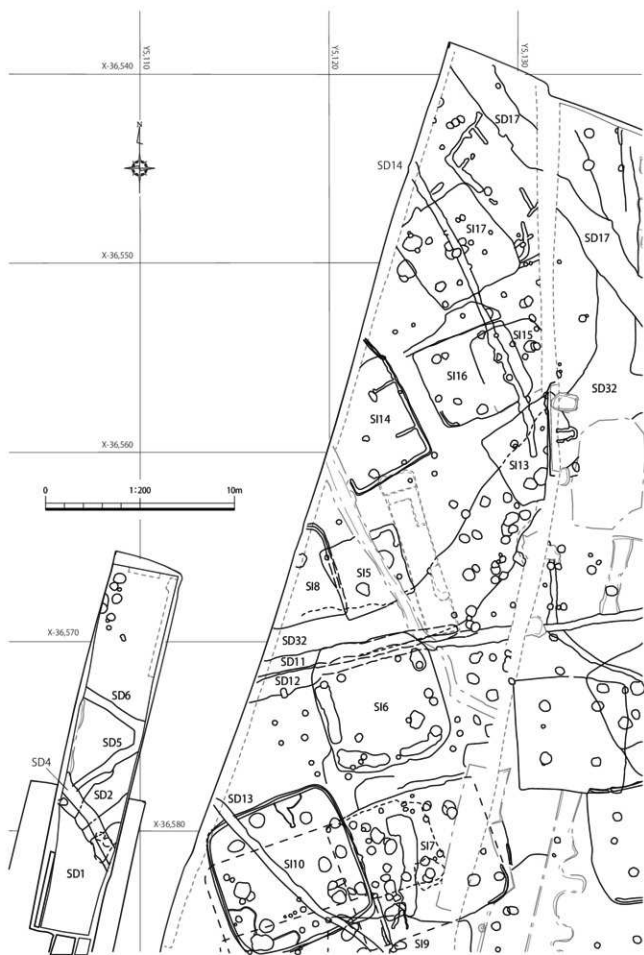 Y5,110
Y5,120
Y5,130
X-36,540
N
SD17
SD14
SI17
SD17
X-36,550
SI15
SI16
SD32
SI14
X-36,560
SI13
0
1:200
10m
SI5
SI8
X-36,570
SD32
SD11
SD12
SD6
SI6
SD5
SD4
SD2
SD13
X-36,580
SI7
SI10
SD1
SI9